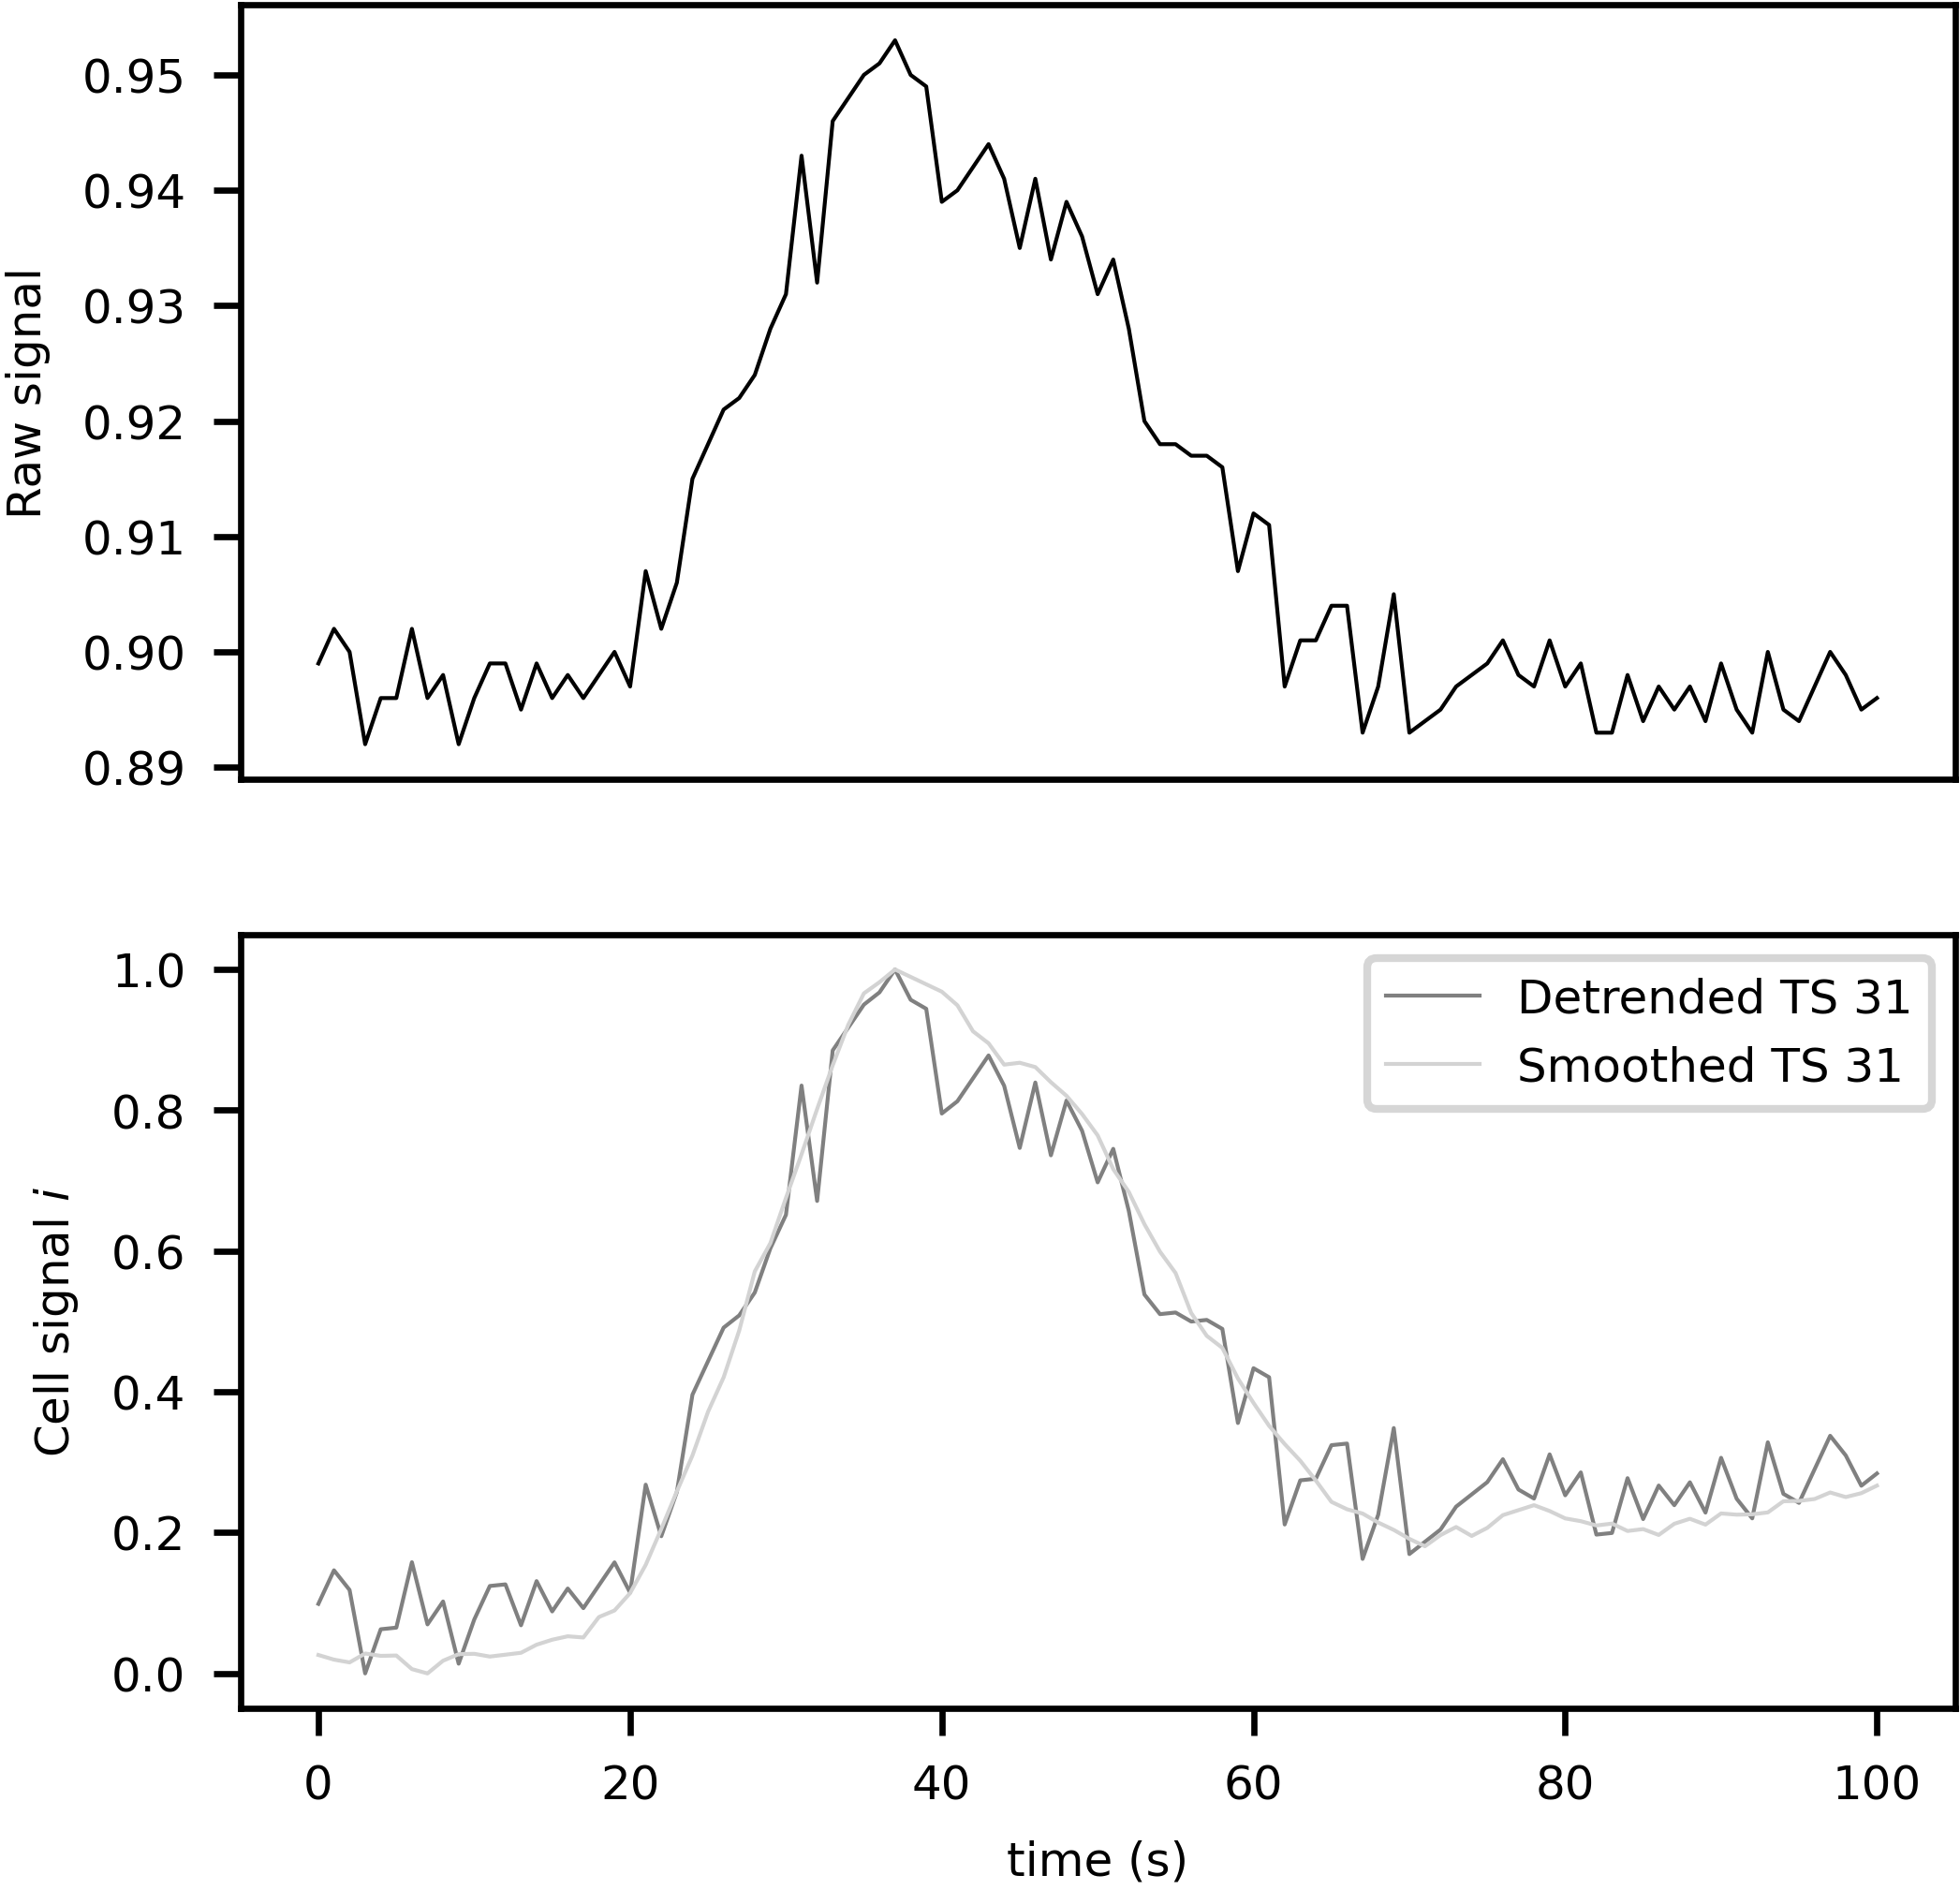 Raw signal
0.95
0.94
0.93
0.92
0.91
0.90
0.89
Cell signal i
1.0
0.8
0.6
0.4
0.2
0.0
Detrended TS 31
Smoothed TS 31
0 20 40 60 80 100
time (s)